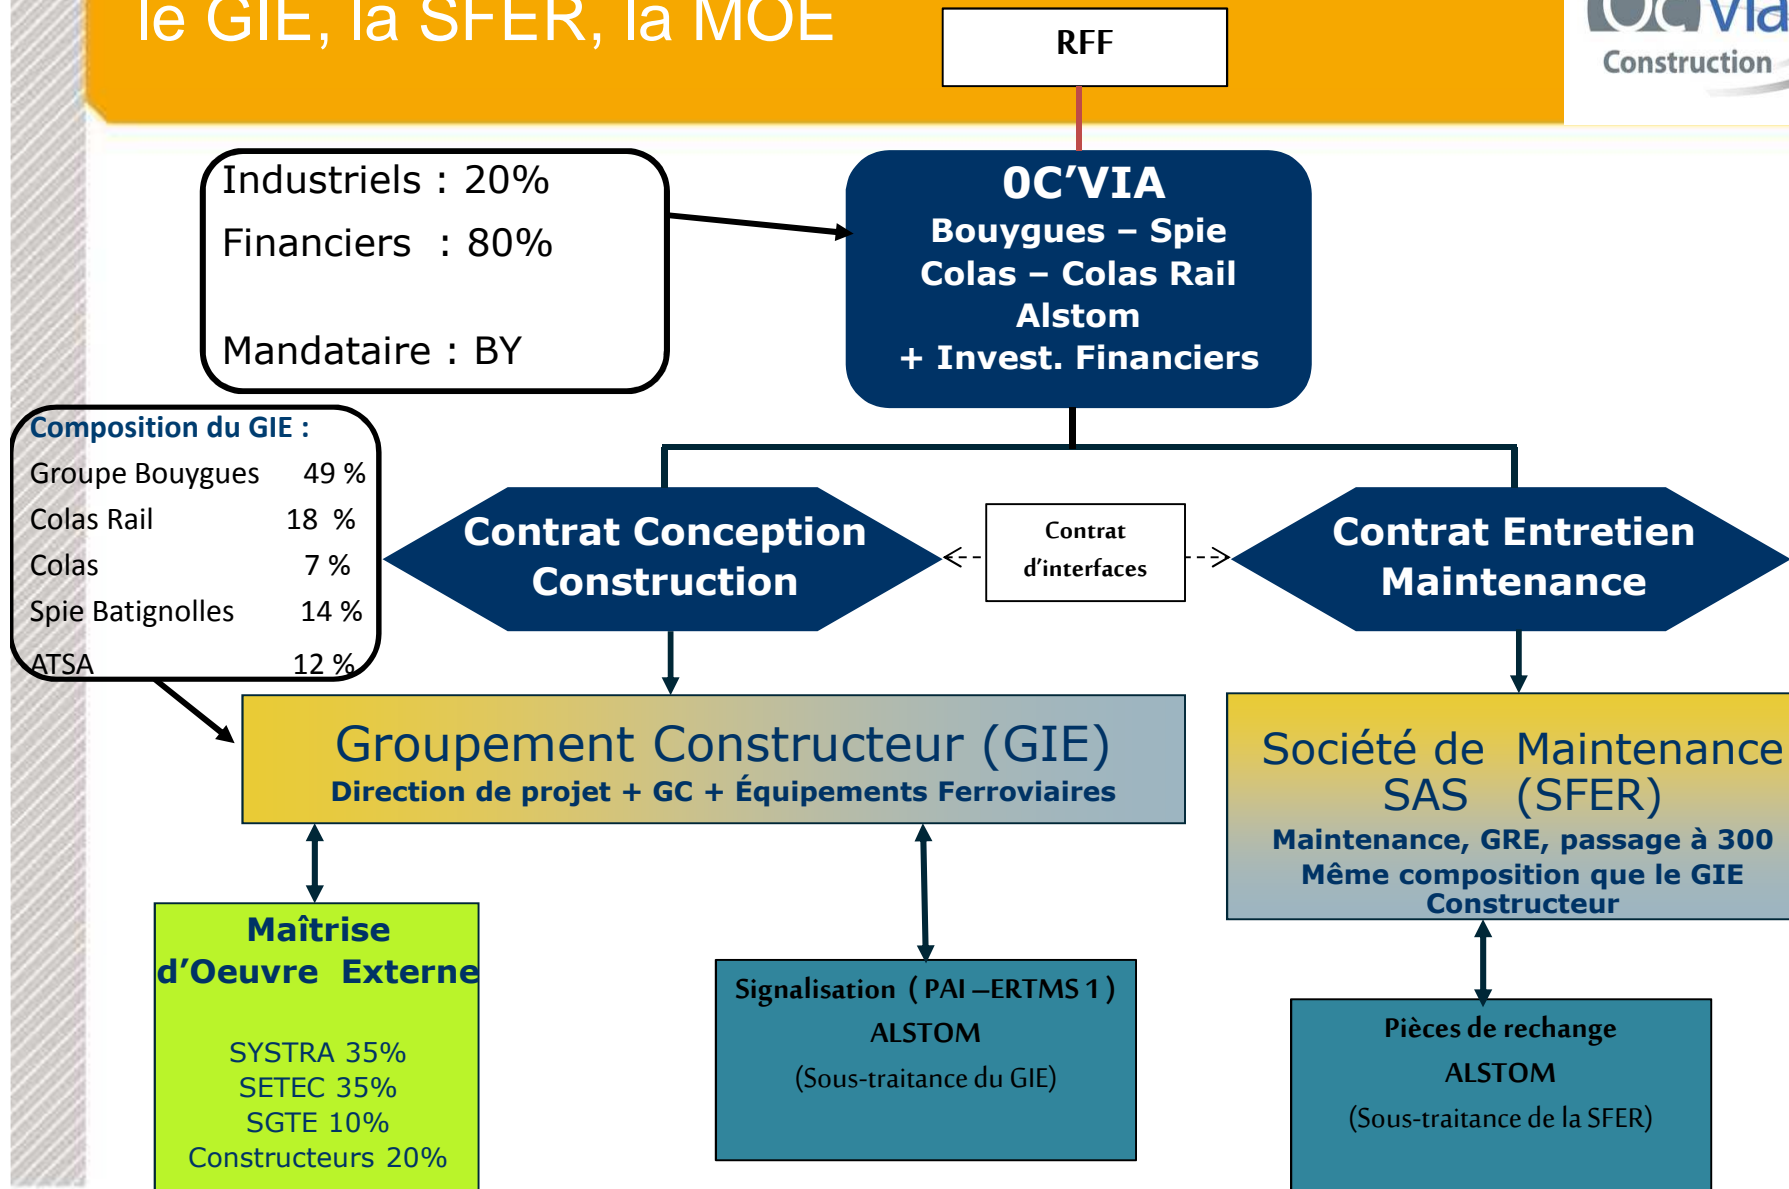 le GIE, la SFER, la MOE
Oc'Via
Construction
RFF
Industriels : 20%
Financiers : 80%
Mandataire : BY
0C’VIA
Bouygues – Spie
Colas – Colas Rail
Alstom
+ Invest. Financiers
Composition du GIE :
Groupe Bouygues 49 %
Colas Rail 18 %
Colas 7 %
Spie Batignolles 14 %
ATSA 12 %
Contrat Conception
Construction
Contrat
d’interfaces
Contrat Entretien
Maintenance
Groupement Constructeur (GIE)
Direction de projet + GC + Équipements Ferroviaires
Société de Maintenance
SAS (SFER)
Maintenance, GRE, passage à 300
Même composition que le GIE
Constructeur
Maîtrise
d’Oeuvre Externe
SYSTRA 35%
SETEC 35%
SGTE 10%
Constructeurs 20%
Signalisation ( PAI –ERTMS 1 )
ALSTOM
(Sous-traitance du GIE)
Pièces de rechange
ALSTOM
(Sous-traitance de la SFER)